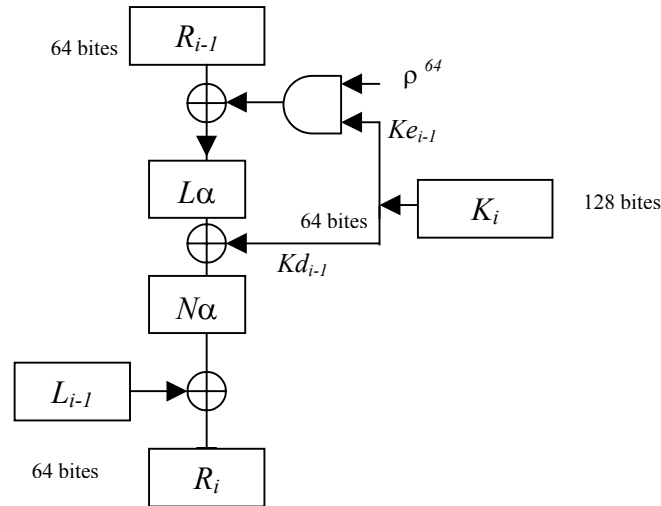 64 bites
R_{i-1}
ρ^{64}
Ke_{i-1}
Lα
64 bites
K_i
128 bites
Kd_{i-1}
Nα
L_{i-1}
64 bites
R_i